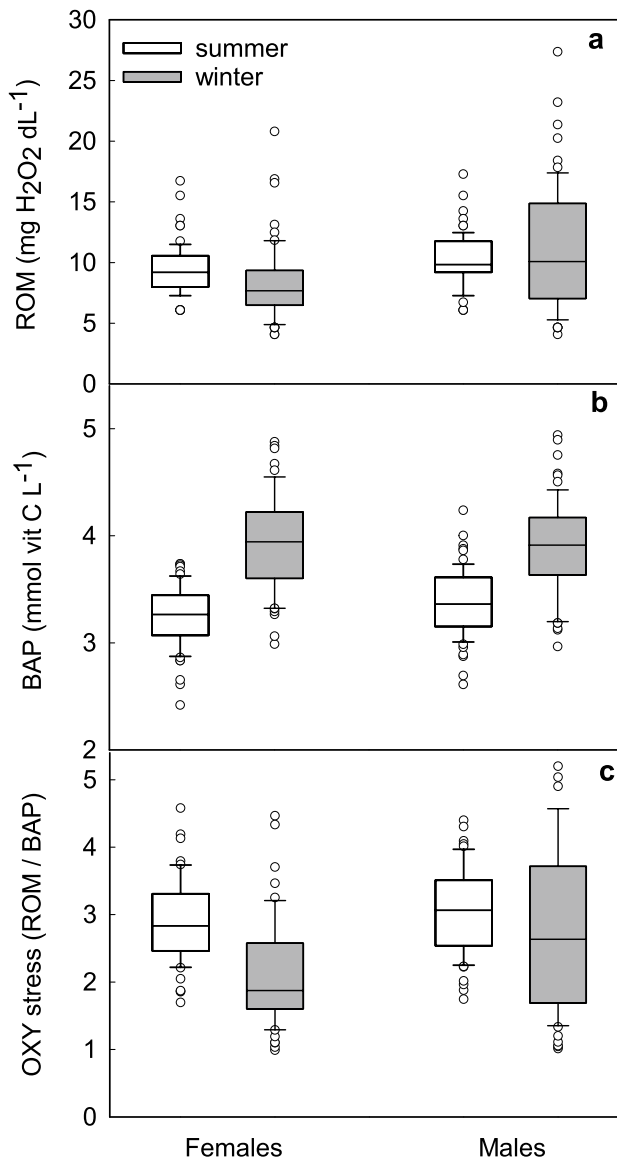 a
summer
winter
ROM (mg H₂O₂ dL⁻¹)
30
25
20
15
10
5
0
b
BAP (mmol vit C L⁻¹)
5
4
3
2
c
OXY stress (ROM / BAP)
5
4
3
2
1
0
Females Males